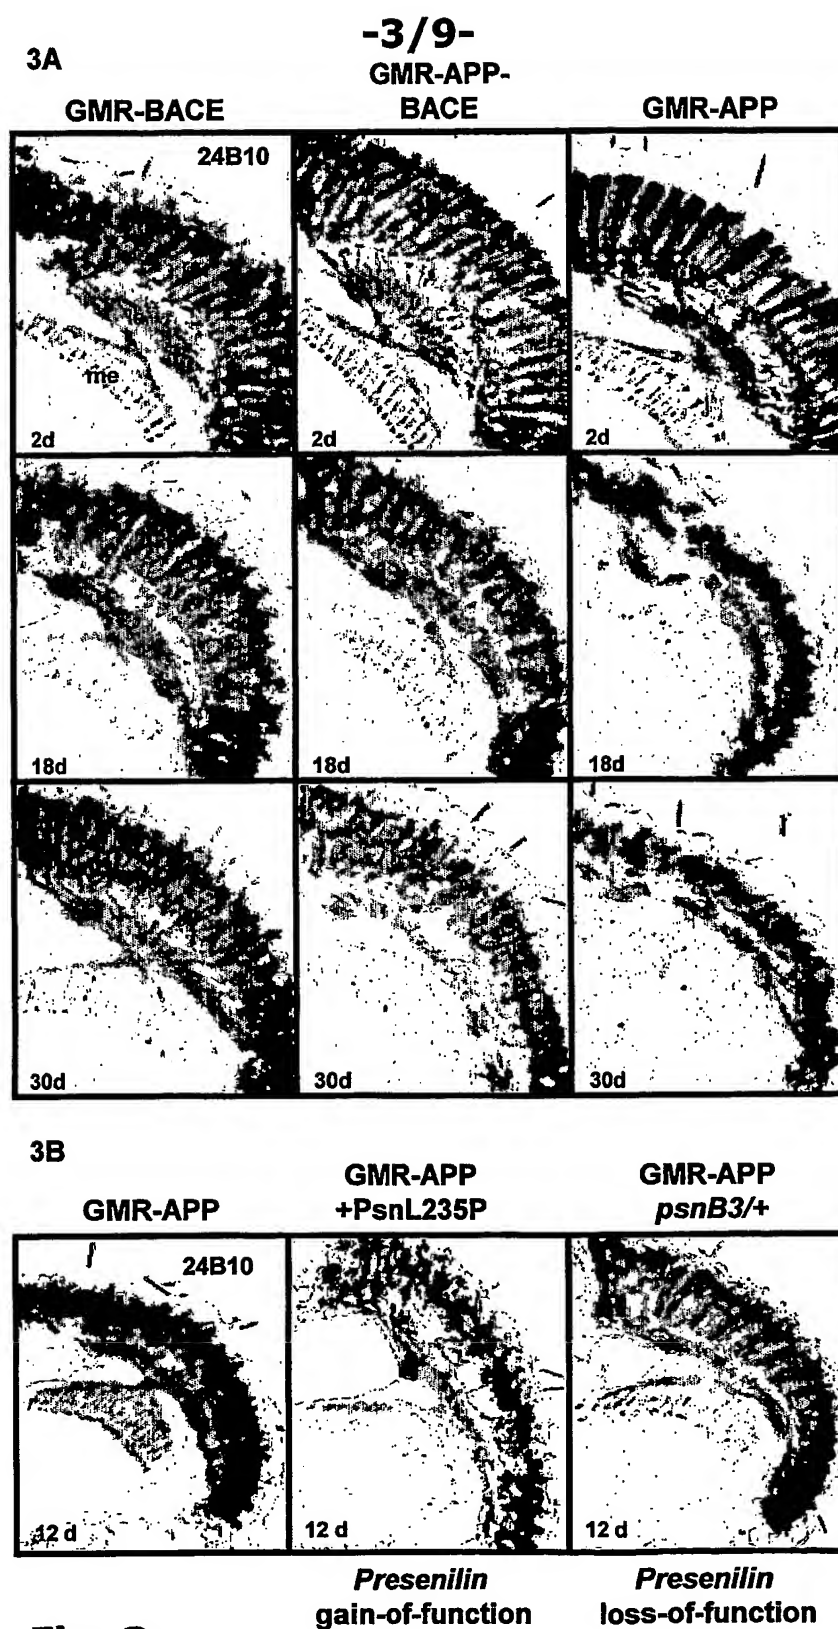 -3/9-
3A
GMR-BACE
GMR-APP-
BACE
GMR-APP
24B10
me
2d
2d
2d
18d
18d
18d
30d
30d
30d
3B
GMR-APP
GMR-APP
+PsnL235P
GMR-APP
psnB3/+
24B10
12 d
12 d
12 d
Presenilin
gain-of-function
Presenilin
loss-of-function